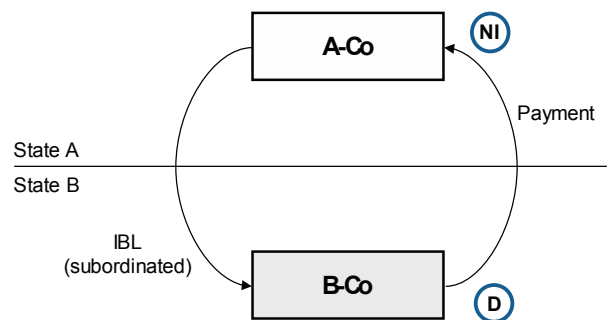 A-Co
NI
Payment
State A
State B
IBL
(subordinated)
B-Co
D